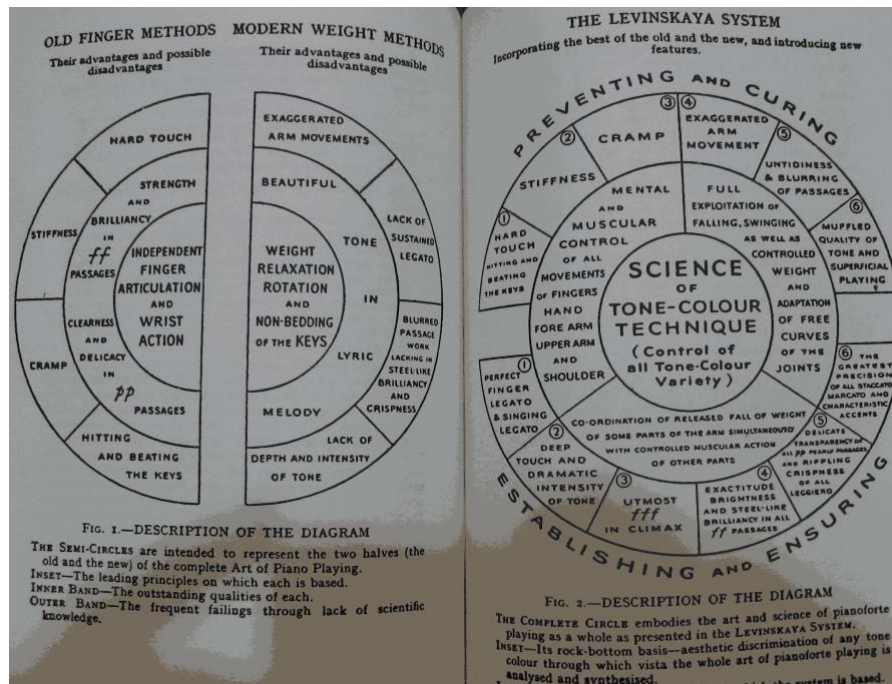 OLD FINGER METHODS
Their advantages and possible
disadvantages
MODERN WEIGHT METHODS
Their advantages and possible
disadvantages
HARD TOUCH
STIFFNESS
CRAMP
HITTING
AND BEATING
THE KEYS
STRENGTH
AND
BRILLIANCY
IN
ff
PASSAGES
CLEARNESS
AND
DELICACY
IN
pp
PASSAGES
INDEPENDENT
FINGER
ARTICULATION
AND
WRIST
ACTION
EXAGGERATED
ARM MOVEMENTS
LACK OF
SUSTAINED
LEGATO
BLURRED
PASSAGE
WORK
LACKING IN
STEEL-LIKE
BRILLIANCY
AND
CRISPNESS
LACK OF
DEPTH AND INTENSITY
OF TONE
BEAUTIFUL
TONE
IN
LYRIC
MELODY
WEIGHT
RELAXATION
ROTATION
AND
NON-BEDDING
OF THE KEYS
FIG. 1.—DESCRIPTION OF THE DIAGRAM
THE SEMI-CIRCLES are intended to represent the two halves (the
old and the new) of the complete Art of Piano Playing.
INSET—The leading principles on which each is based.
INNER BAND—The outstanding qualities of each.
OUTER BAND—The frequent failings through lack of scientific
knowledge.
THE LEVINSKAYA SYSTEM
Incorporating the best of the old and the new, and introducing new
features.
PREVENTING AND CURING
① HARD
TOUCH
HITTING AND
BEATING
THE KEYS
② STIFFNESS
③ CRAMP
④ EXAGGERATED
ARM
MOVEMENT
⑤ UNTIDINESS
& BLURRING
OF PASSAGES
⑥ MUFFLED
QUALITY OF
TONE AND
SUPERFICIAL
PLAYING
MENTAL
AND
MUSCULAR
CONTROL
OF ALL
MOVEMENTS
OF FINGERS
HAND
FORE ARM
UPPER ARM
AND
SHOULDER
FULL
EXPLOITATION OF
FALLING, SWINGING
AS WELL AS
CONTROLLED
WEIGHT
AND
ADAPTATION
OF FREE
CURVES
OF THE
JOINTS
SCIENCE
OF
TONE-COLOUR
TECHNIQUE
(Control of
all Tone-Colour
Variety)
CO-ORDINATION OF RELEASED FALL OF WEIGHT
OF SOME PARTS OF THE ARM SIMULTANEOUSLY
WITH CONTROLLED MUSCULAR ACTION
OF OTHER PARTS
① PERFECT
FINGER
LEGATO
& SINGING
LEGATO
② DEEP
TOUCH AND
DRAMATIC
INTENSITY
OF TONE
③ UTMOST
fff
IN CLIMAX
④ EXACTITUDE
BRIGHTNESS
AND STEEL-LIKE
BRILLIANCY IN ALL
ff PASSAGES
⑤ DELICATE
TRANSPARENCY OF
ALL pp PEARLY PASSAGES
AND RIPPLING
CRISPNESS
OF ALL
LEGGIERO
⑥ THE
GREATEST
PRECISION
OF ALL STACCATO
MARCATO AND
CHARACTERISTIC
ACCENTS
ESTABLISHING AND ENSURING
FIG. 2.—DESCRIPTION OF THE DIAGRAM
THE COMPLETE CIRCLE embodies the art and science of pianoforte
playing as a whole as presented in the LEVINSKAYA SYSTEM.
INSET—Its rock-bottom basis—aesthetic discrimination of any tone
colour through which vista the whole art of pianoforte playing is
analysed and synthesised.
the system is based.